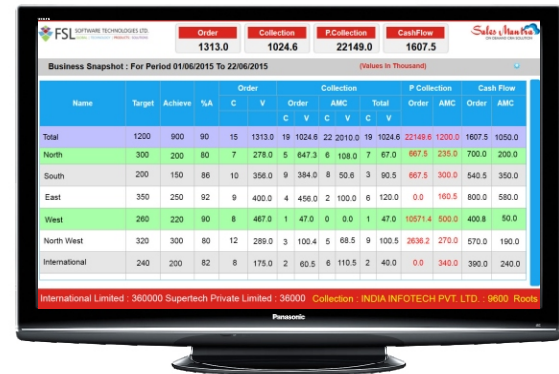 FSL SOFTWARE TECHNOLOGIES LTD.
Order Collection P.Collection CashFlow
1313.0 1024.6 22149.0 1607.5
Sales Mantra
ON DEMAND CRM SOLUTION
Business Snapshot : For Period 01/06/2015 To 22/06/2015 (Values in Thousand)
Order Collection P Collection Cash Flow
Name Target Achieve %A C V Order AMC Total Order AMC Order AMC
C V C V C V
Total 1200 900 90 15 1313.0 19 1024.6 22 2010.0 19 1024.6 22149.6 1200.0 1607.5 1050.0
North 300 200 80 7 278.0 5 647.3 6 108.0 7 67.0 667.5 235.0 700.0 200.0
South 200 150 86 10 356.0 9 384.0 8 50.6 3 90.5 667.5 300.0 540.5 350.0
East 350 250 92 9 400.0 4 456.0 2 100.0 6 120.0 0.0 160.5 800.0 580.0
West 260 220 90 8 467.0 1 47.0 0 0.0 1 47.0 10571.4 500.0 400.8 50.0
North West 320 300 80 12 289.0 3 100.4 5 68.5 9 100.5 2636.2 270.0 570.0 190.0
International 240 200 82 8 175.0 2 60.5 6 110.5 2 40.0 0.0 340.0 390.0 240.0
International Limited : 360000 Supertech Private Limited : 36000 Collection : INDIA INFOTECH PVT. LTD. : 9600 Roots
Panasonic